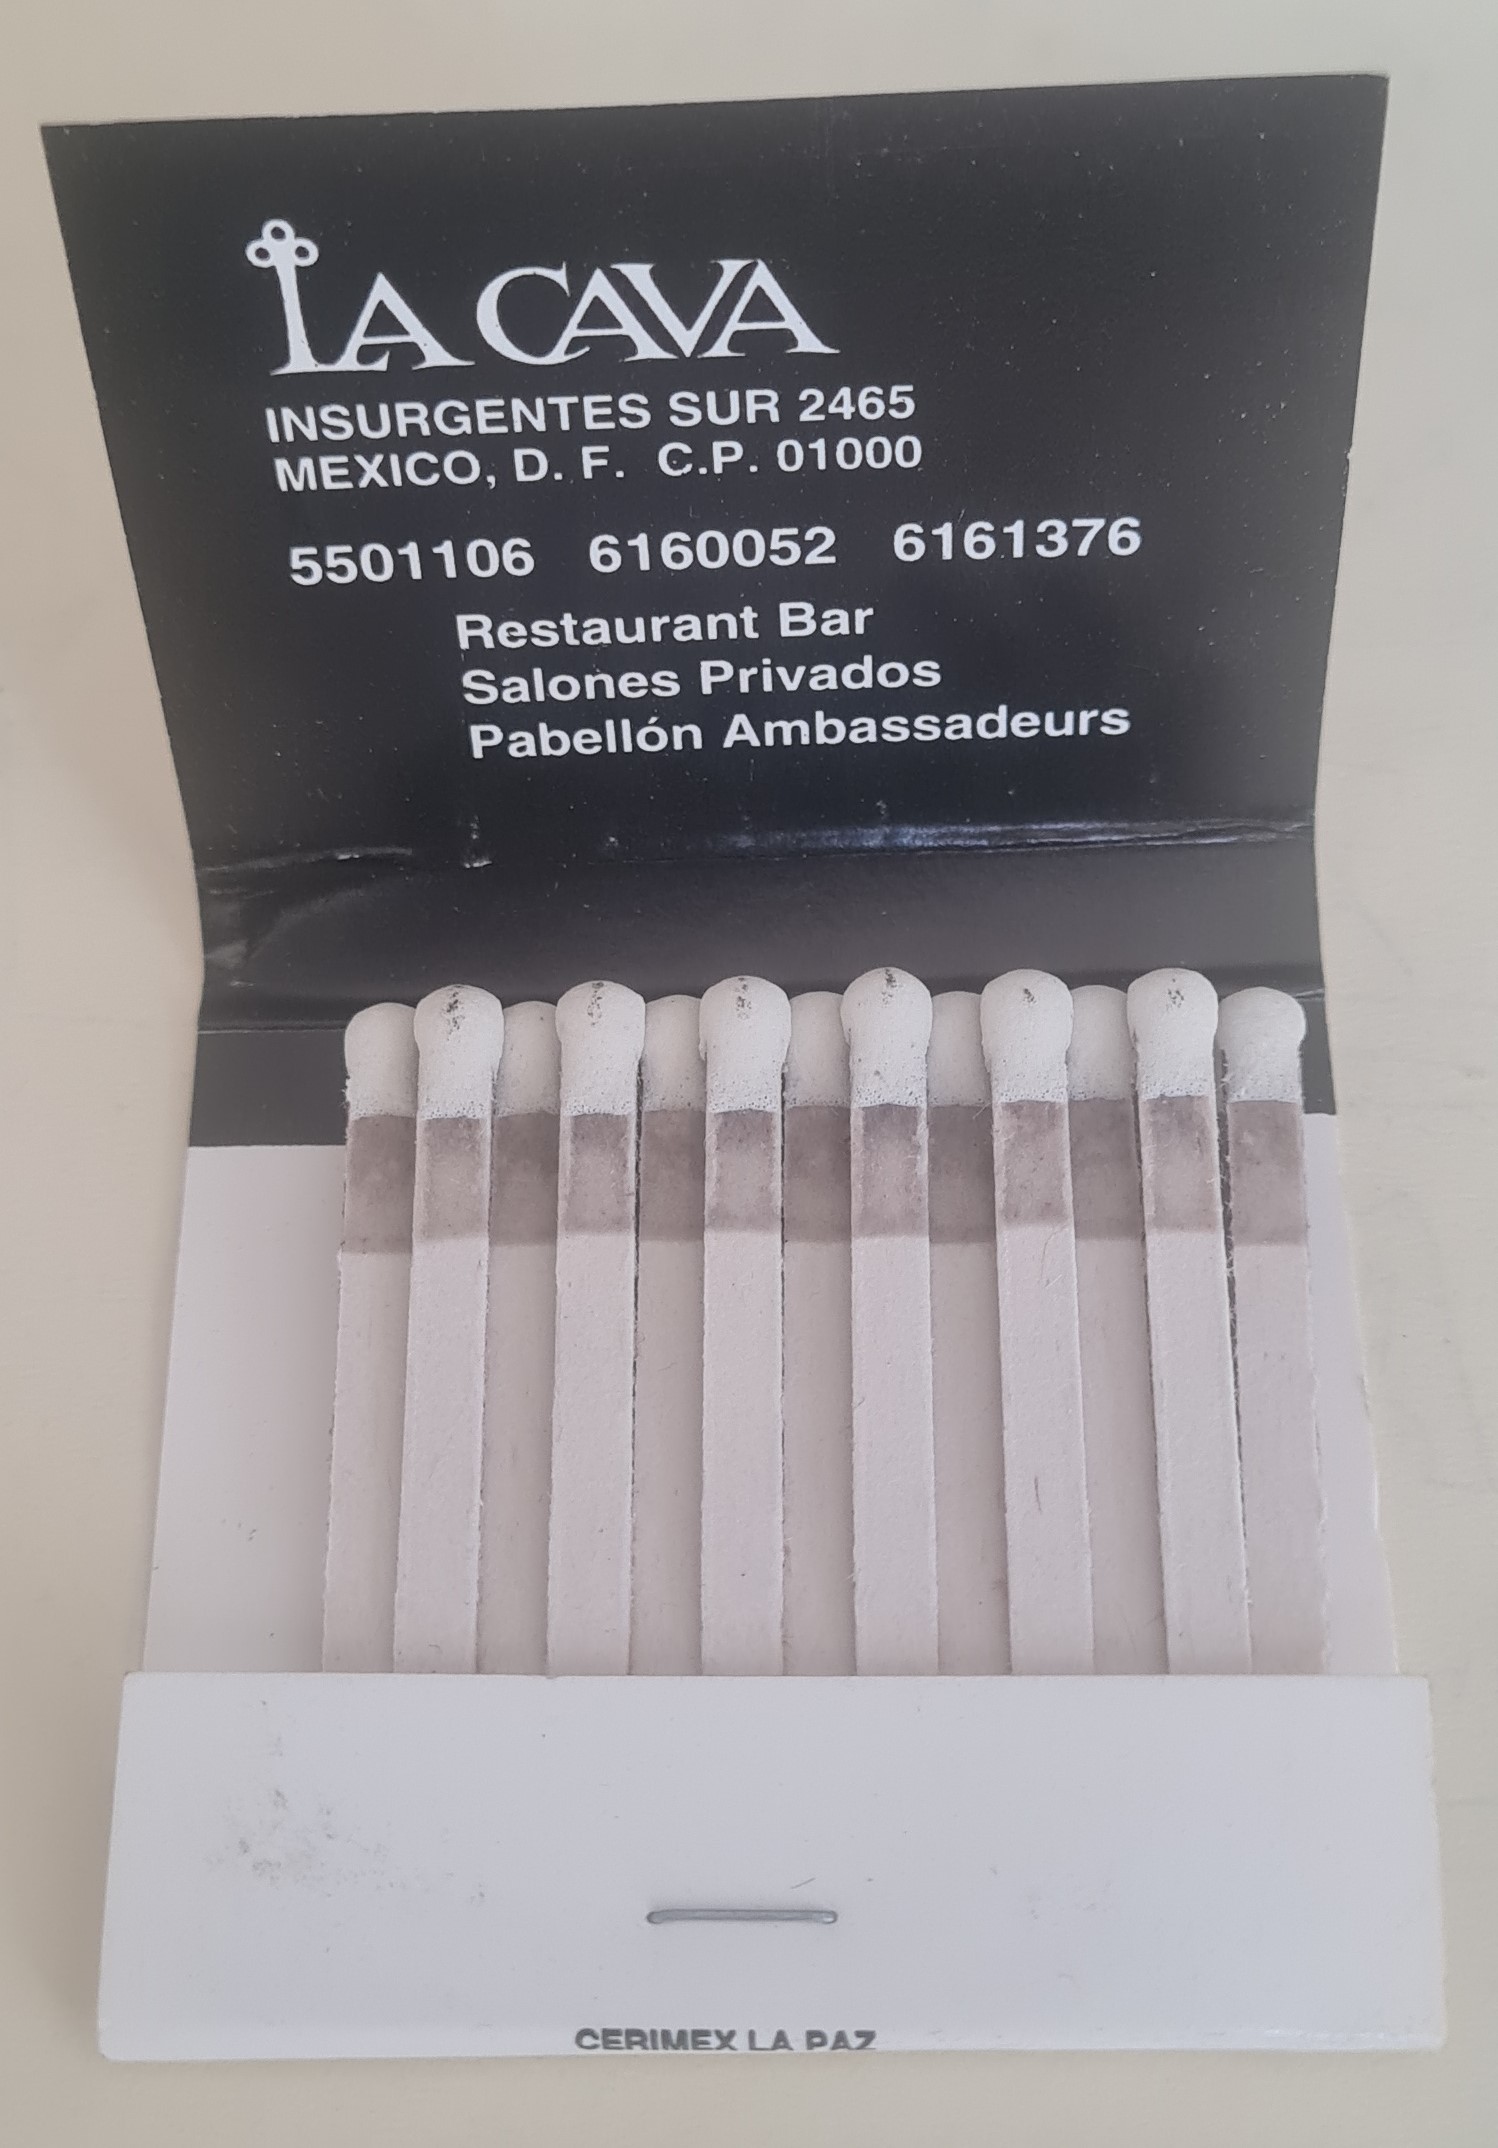 LA CAVA
INSURGENTES SUR 2465
MEXICO, D. F. C.P. 01000
5501106 6160052 6161376
Restaurant Bar
Salones Privados
Pabellón Ambassadeurs
CERIMEX LA PAZ